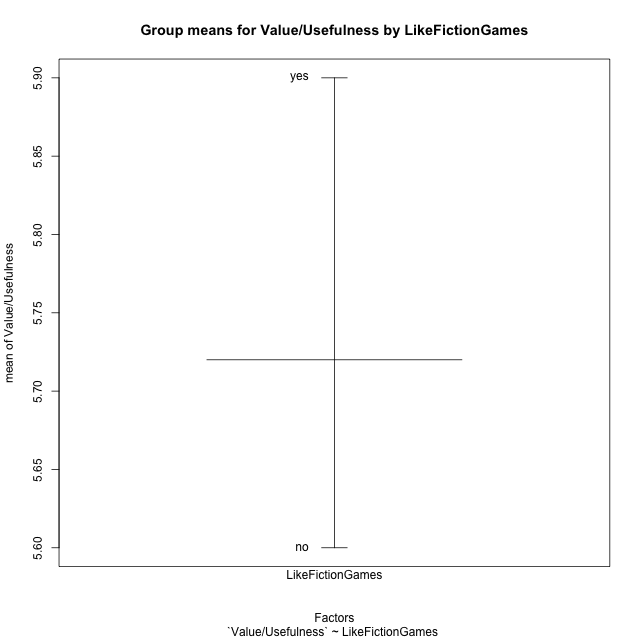 Group means for Value/Usefulness by LikeFictionGames
mean of Value/Usefulness
5.90
5.85
5.80
5.75
5.70
5.65
5.60
yes
no
LikeFictionGames
Factors
`Value/Usefulness` ~ LikeFictionGames